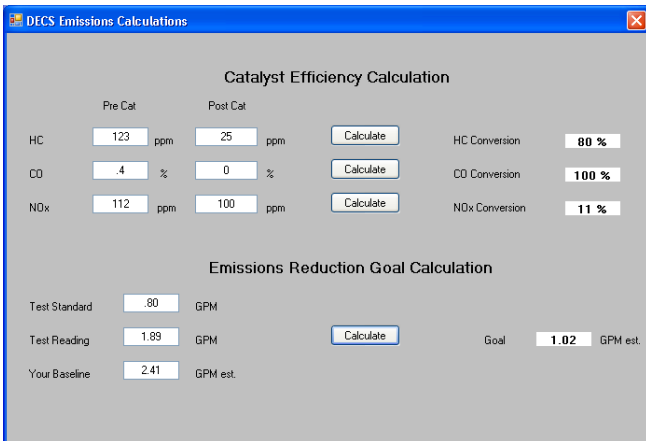 DECS Emissions Calculations
Catalyst Efficiency Calculation
Pre Cat Post Cat
HC 123 ppm 25 ppm Calculate HC Conversion 80 %
CO .4 % 0 % Calculate CO Conversion 100 %
NOx 112 ppm 100 ppm Calculate NOx Conversion 11 %
Emissions Reduction Goal Calculation
Test Standard .80 GPM
Test Reading 1.89 GPM Calculate Goal 1.02 GPM est.
Your Baseline 2.41 GPM est.